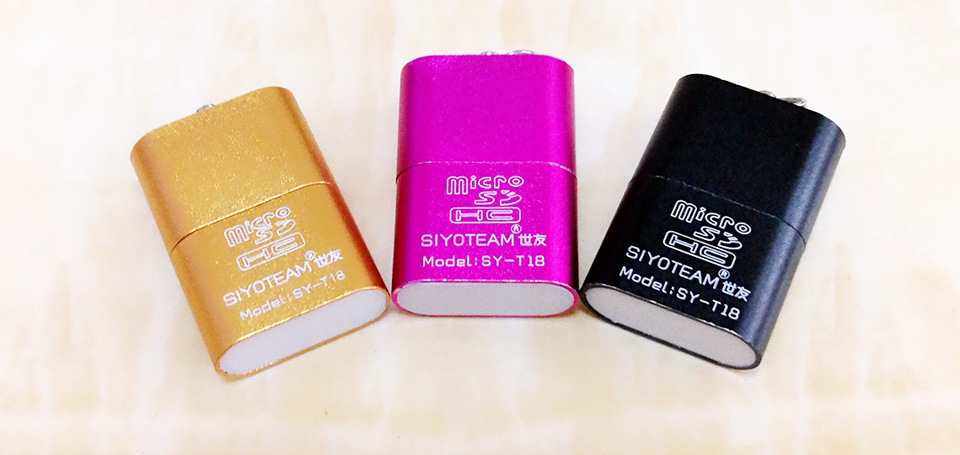 micro
SD
HC
SIYOTEAM®世友
Model:SY-T18
micro
SD
HC
SIYOTEAM®世友
Model:SY-T18
micro
SD
HC
SIYOTEAM®世友
Model:SY-T18